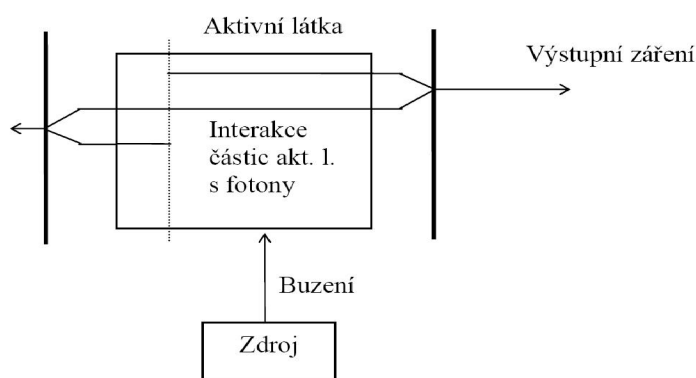 Aktivní látka
Výstupní záření
Interakce
částic akt. l.
s fotony
Buzení
Zdroj